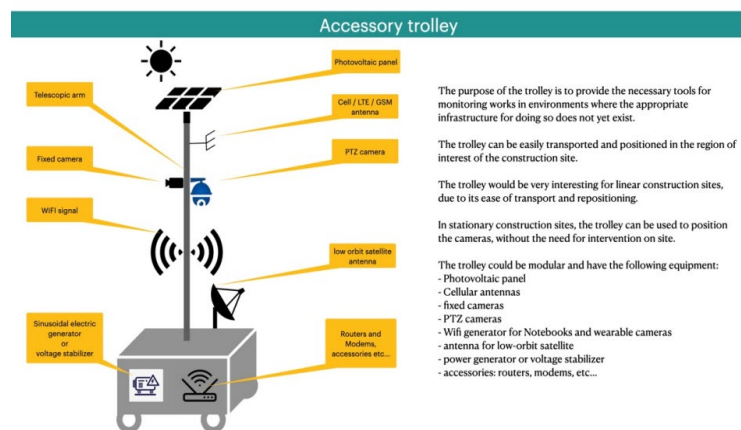 Accessory trolley
Photovoltaic panel
Telescopic arm
Cell / LTE / GSM
antenna
Fixed camera
PTZ camera
WIFI signal
low orbit satellite
antenna
Sinusoidal electric
generator
or
voltage stabilizer
Routers and
Modems,
accessories etc...
The purpose of the trolley is to provide the necessary tools for
monitoring works in environments where the appropriate
infrastructure for doing so does not yet exist.
The trolley can be easily transported and positioned in the region of
interest of the construction site.
The trolley would be very interesting for linear construction sites,
due to its ease of transport and repositioning.
In stationary construction sites, the trolley can be used to position
the cameras, without the need for intervention on site.
The trolley could be modular and have the following equipment:
- Photovoltaic panel
- Cellular antennas
- fixed cameras
- PTZ cameras
- Wifi generator for Notebooks and wearable cameras
- antenna for low-orbit satellite
- power generator or voltage stabilizer
- accessories: routers, modems, etc...